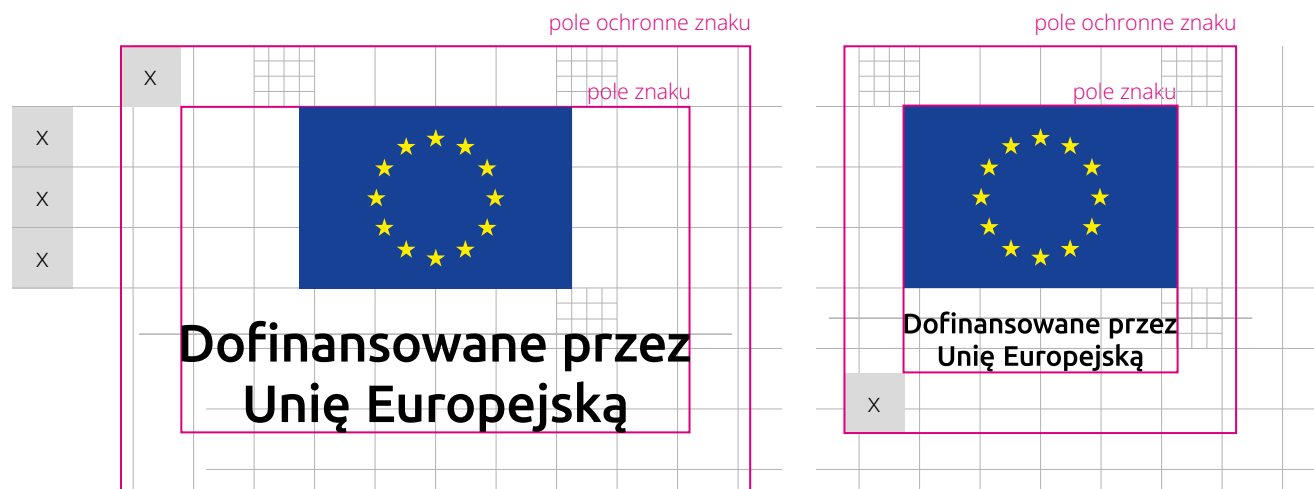 pole ochronne znaku
X
pole znaku
X
X
X
Dofinansowane przez
Unię Europejską
pole ochronne znaku
pole znaku
Dofinansowane przez
Unię Europejską
X